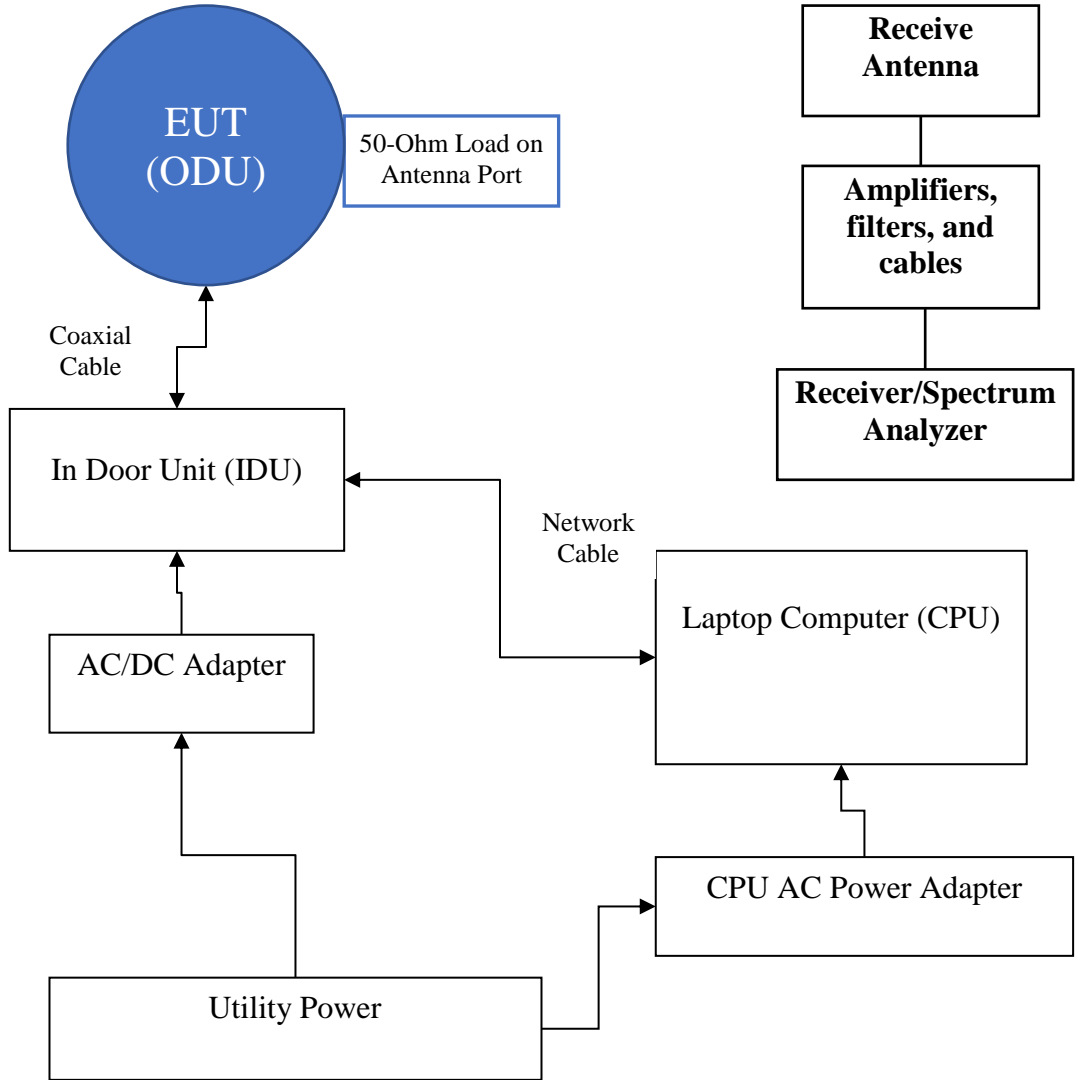 EUT
(ODU)
50-Ohm Load on
Antenna Port
Receive
Antenna
Amplifiers,
filters, and
cables
Receiver/Spectrum
Analyzer
Coaxial
Cable
In Door Unit (IDU)
Network
Cable
Laptop Computer (CPU)
AC/DC Adapter
CPU AC Power Adapter
Utility Power